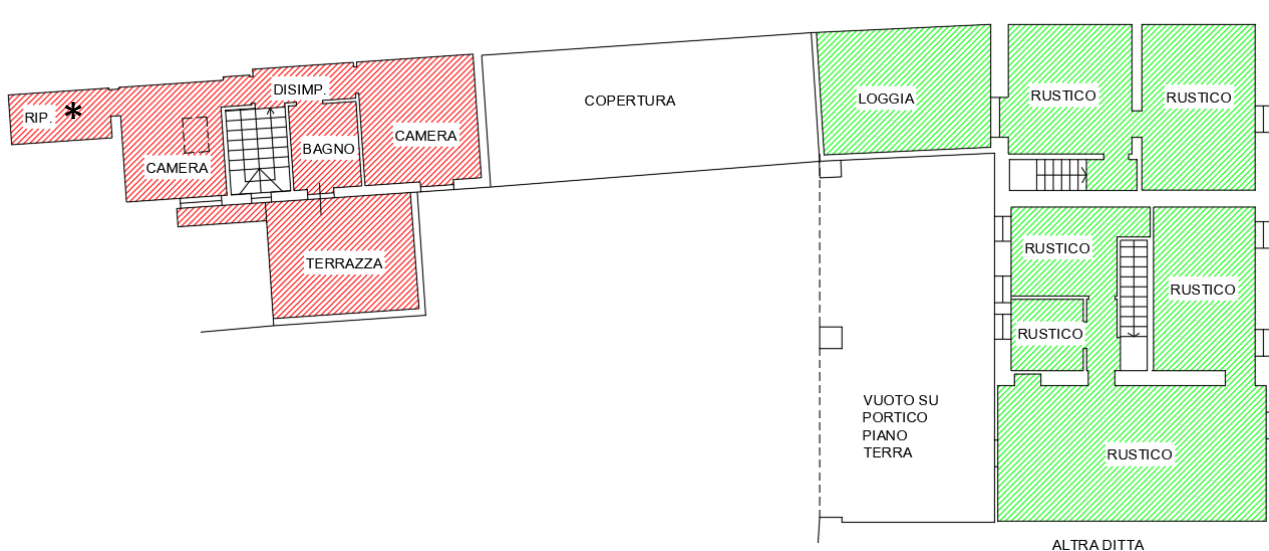 RIP. *
CAMERA
DISIMP.
BAGNO
CAMERA
TERRAZZA
COPERTURA
LOGGIA
RUSTICO
RUSTICO
RUSTICO
RUSTICO
RUSTICO
VUOTO SU
PORTICO
PIANO
TERRA
RUSTICO
ALTRA DITTA